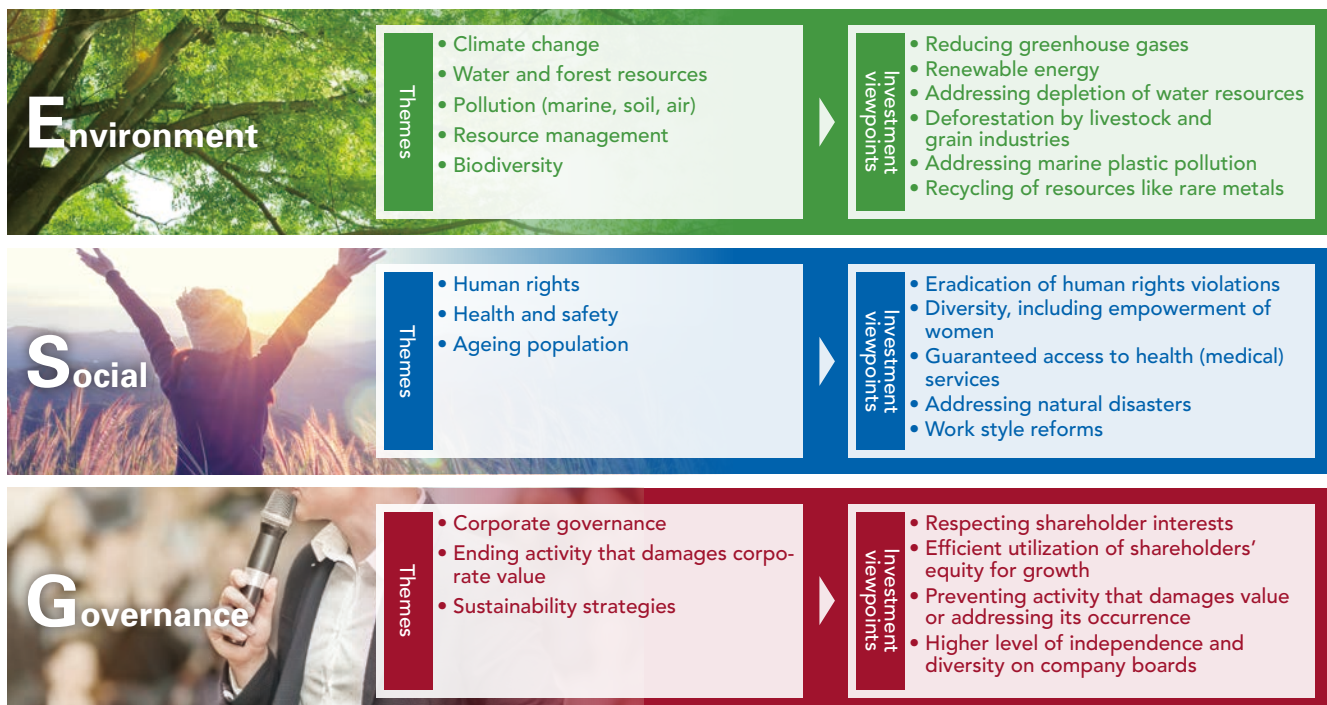 Environment
Themes
• Climate change
• Water and forest resources
• Pollution (marine, soil, air)
• Resource management
• Biodiversity
Investment
viewpoints
• Reducing greenhouse gases
• Renewable energy
• Addressing depletion of water resources
• Deforestation by livestock and
grain industries
• Addressing marine plastic pollution
• Recycling of resources like rare metals
Social
Themes
• Human rights
• Health and safety
• Ageing population
Investment
viewpoints
• Eradication of human rights violations
• Diversity, including empowerment of
women
• Guaranteed access to health (medical)
services
• Addressing natural disasters
• Work style reforms
Governance
Themes
• Corporate governance
• Ending activity that damages corpo-
rate value
• Sustainability strategies
Investment
viewpoints
• Respecting shareholder interests
• Efficient utilization of shareholders’
equity for growth
• Preventing activity that damages value
or addressing its occurrence
• Higher level of independence and
diversity on company boards